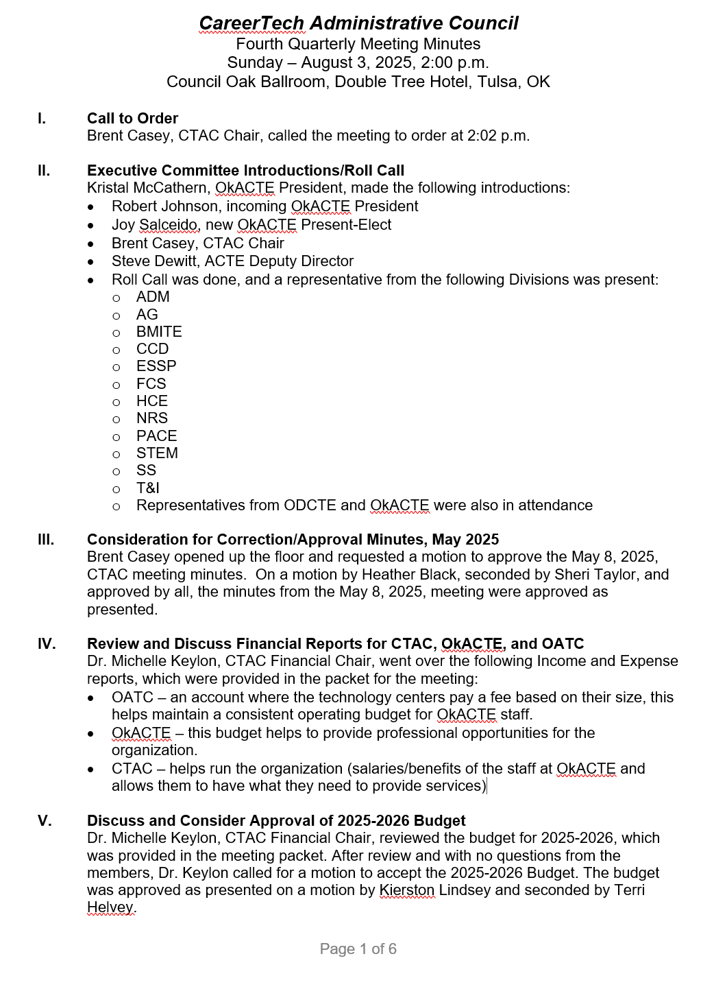 CareerTech Administrative Council
Fourth Quarterly Meeting Minutes
Sunday – August 3, 2025, 2:00 p.m.
Council Oak Ballroom, Double Tree Hotel, Tulsa, OK
I. Call to Order
Brent Casey, CTAC Chair, called the meeting to order at 2:02 p.m.
II. Executive Committee Introductions/Roll Call
Kristal McCathern, OkACTE President, made the following introductions:
• Robert Johnson, incoming OkACTE President
• Joy Salceido, new OkACTE Present-Elect
• Brent Casey, CTAC Chair
• Steve Dewitt, ACTE Deputy Director
• Roll Call was done, and a representative from the following Divisions was present:
o ADM
o AG
o BMITE
o CCD
o ESSP
o FCS
o HCE
o NRS
o PACE
o STEM
o SS
o T&I
o Representatives from ODCTE and OkACTE were also in attendance
III. Consideration for Correction/Approval Minutes, May 2025
Brent Casey opened up the floor and requested a motion to approve the May 8, 2025,
CTAC meeting minutes.  On a motion by Heather Black, seconded by Sheri Taylor, and
approved by all, the minutes from the May 8, 2025, meeting were approved as
presented.
IV. Review and Discuss Financial Reports for CTAC, OkACTE, and OATC
Dr. Michelle Keylon, CTAC Financial Chair, went over the following Income and Expense
reports, which were provided in the packet for the meeting:
• OATC – an account where the technology centers pay a fee based on their size, this
helps maintain a consistent operating budget for OkACTE staff.
• OkACTE – this budget helps to provide professional opportunities for the
organization.
• CTAC – helps run the organization (salaries/benefits of the staff at OkACTE and
allows them to have what they need to provide services)
V. Discuss and Consider Approval of 2025-2026 Budget
Dr. Michelle Keylon, CTAC Financial Chair, reviewed the budget for 2025-2026, which
was provided in the meeting packet. After review and with no questions from the
members, Dr. Keylon called for a motion to accept the 2025-2026 Budget. The budget
was approved as presented on a motion by Kierston Lindsey and seconded by Terri
Helvey.
Page 1 of 6